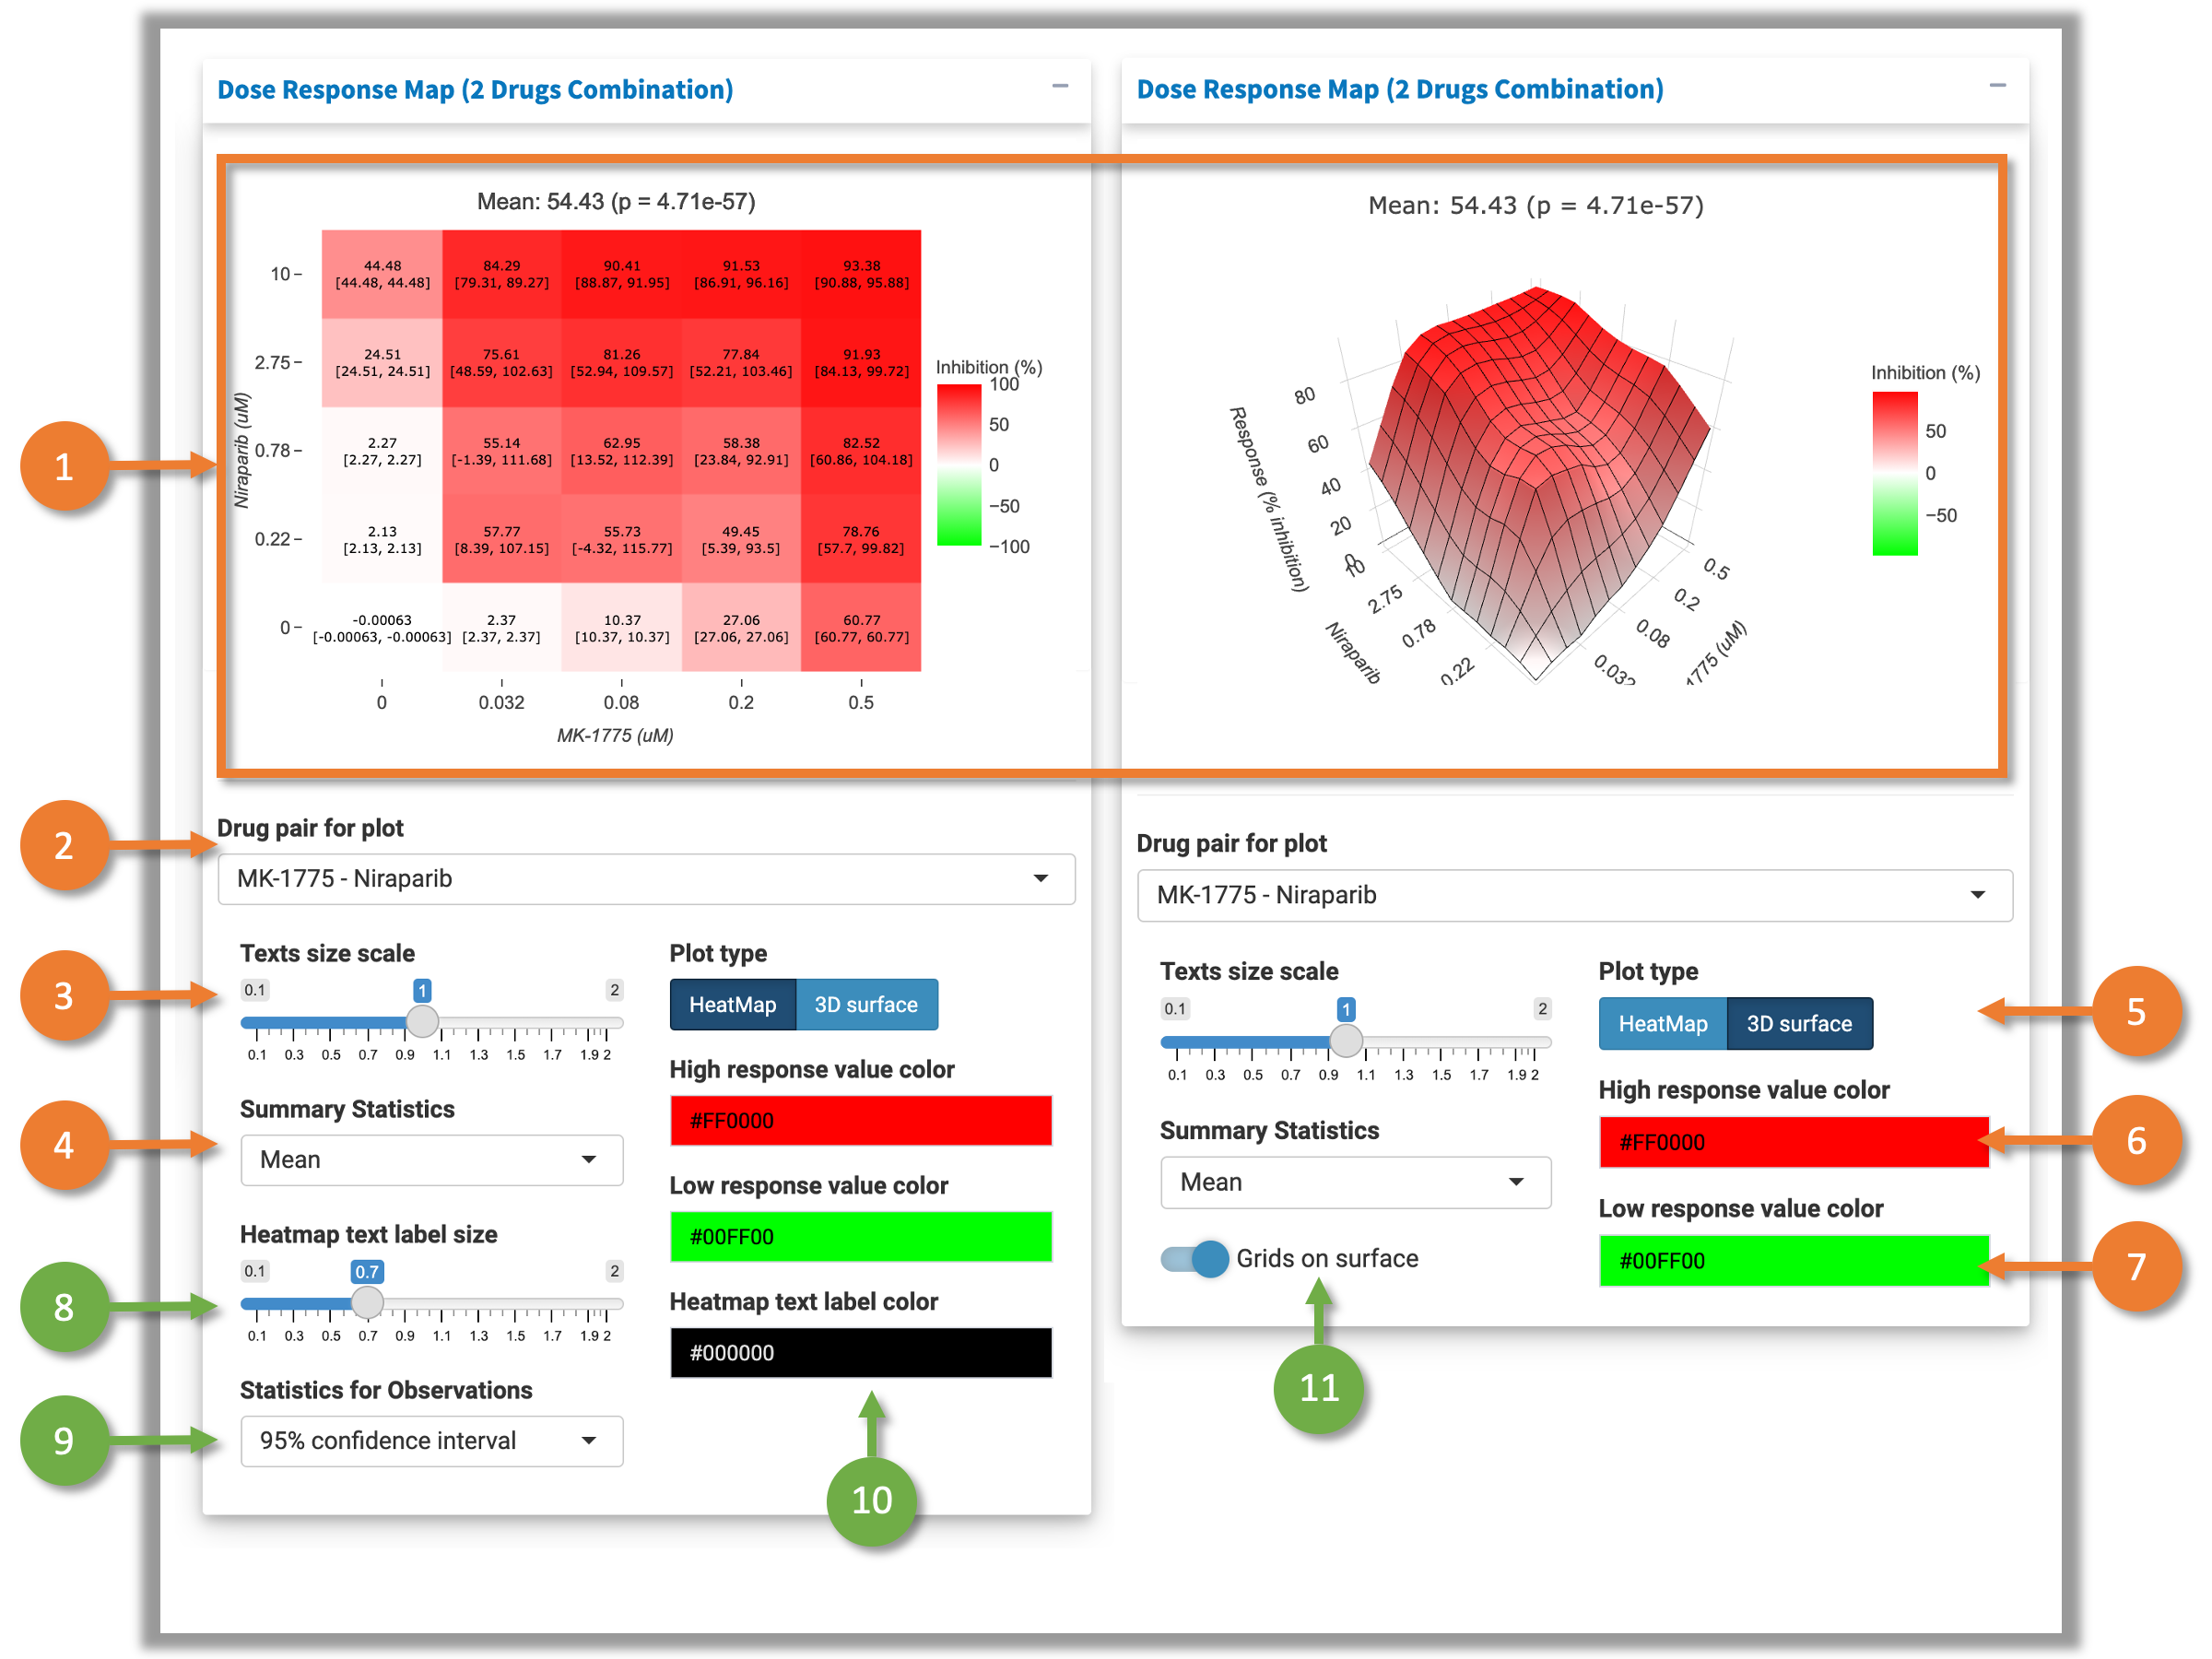 Dose Response Map (2 Drugs Combination)
Mean: 54.43 (p = 4.71e-57)
Niraparib (uM)
10
44.48 84.29 90.41 91.53 93.38
[44.48, 44.48] [79.31, 89.27] [88.87, 91.95] [86.91, 96.16] [90.88, 95.88]
2.75
24.51 75.61 81.26 77.84 91.93
[24.51, 24.51] [48.59, 102.63] [52.94, 109.57] [52.21, 103.46] [84.13, 99.72]
0.78
2.27 55.14 62.95 58.38 82.52
[2.27, 2.27] [-1.39, 111.68] [13.52, 112.39] [23.84, 92.91] [60.86, 104.18]
0.22
2.13 57.77 55.73 49.45 78.76
[2.13, 2.13] [8.39, 107.15] [-4.32, 115.77] [5.39, 93.5] [57.7, 99.82]
0
-0.00063 2.37 10.37 27.06 60.77
[-0.00063, -0.00063] [2.37, 2.37] [10.37, 10.37] [27.06, 27.06] [60.77, 60.77]
0 0.032 0.08 0.2 0.5
MK-1775 (uM)
Inhibition (%)
100
50
0
−50
−100
Drug pair for plot
MK-1775 - Niraparib
Texts size scale
0.1 1 2
0.1 0.3 0.5 0.7 0.9 1.1 1.3 1.5 1.7 1.9 2
Summary Statistics
Mean
Heatmap text label size
0.1 0.7 2
0.1 0.3 0.5 0.7 0.9 1.1 1.3 1.5 1.7 1.9 2
Statistics for Observations
95% confidence interval
Plot type
HeatMap 3D surface
High response value color
#FF0000
Low response value color
#00FF00
Heatmap text label color
#000000
Dose Response Map (2 Drugs Combination)
Mean: 54.43 (p = 4.71e-57)
Response (% inhibition)
80
60
40
20
0
10
2.75
0.78
0.22
Niraparib
0.5
0.2
0.08
0.032
1775 (uM)
Inhibition (%)
50
0
−50
Drug pair for plot
MK-1775 - Niraparib
Texts size scale
0.1 1 2
0.1 0.3 0.5 0.7 0.9 1.1 1.3 1.5 1.7 1.9 2
Summary Statistics
Mean
Grids on surface
Plot type
HeatMap 3D surface
High response value color
#FF0000
Low response value color
#00FF00
1
2
3
4
8
9
10
11
5
6
7